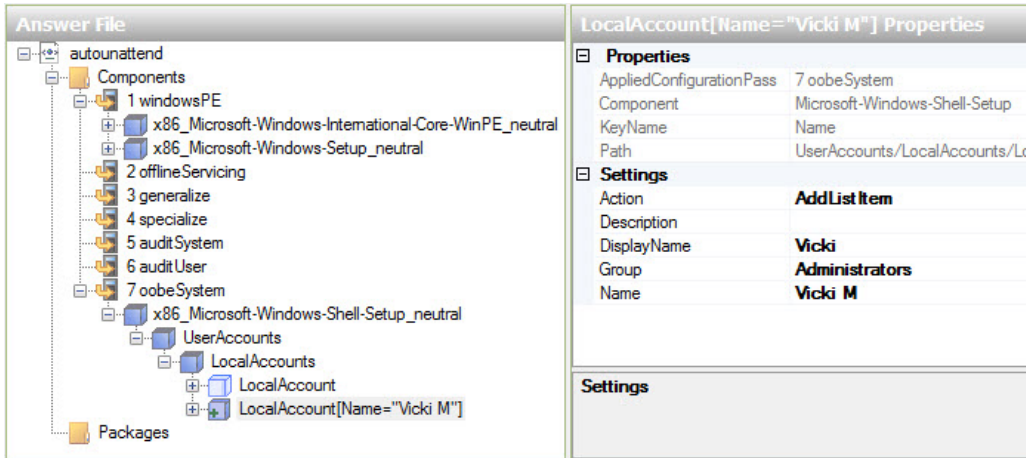 Answer File
autounattend
Components
1 windowsPE
x86_Microsoft-Windows-International-Core-WinPE_neutral
x86_Microsoft-Windows-Setup_neutral
2 offlineServicing
3 generalize
4 specialize
5 auditSystem
6 auditUser
7 oobeSystem
x86_Microsoft-Windows-Shell-Setup_neutral
UserAccounts
LocalAccounts
LocalAccount
LocalAccount[Name="Vicki M"]
Packages
LocalAccount[Name="Vicki M"] Properties
Properties
AppliedConfigurationPass 7 oobeSystem
Component Microsoft-Windows-Shell-Setup
KeyName Name
Path UserAccounts/LocalAccounts/Lo
Settings
Action AddListItem
Description
DisplayName Vicki
Group Administrators
Name Vicki M
Settings